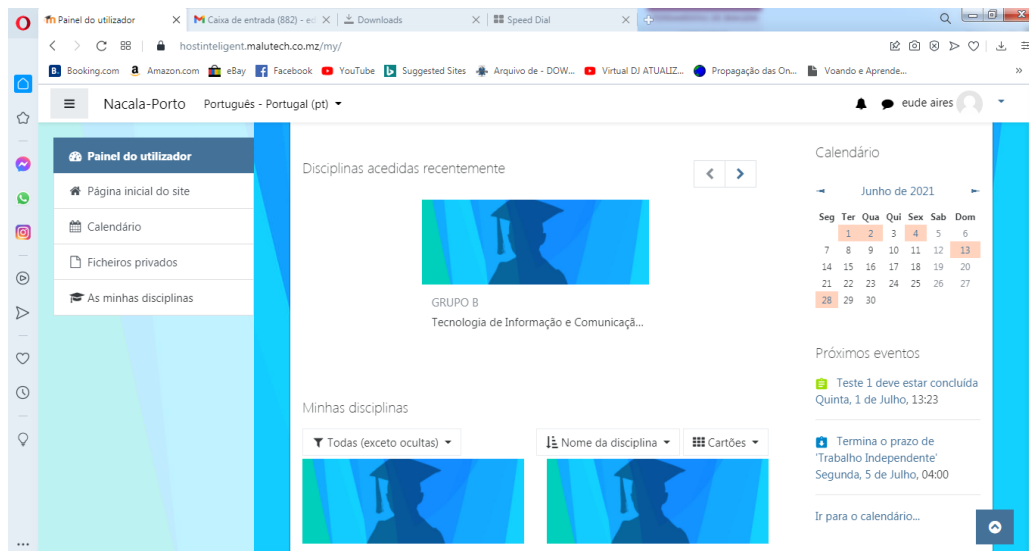 Painel do utilizador
Caixa de entrada (882) - ed
Downloads
Speed Dial
hostinteligent.malutech.co.mz/my/
Booking.com Amazon.com eBay Facebook YouTube Suggested Sites Arquivo de - DOW... Virtual DJ ATUALIZ... Propagação das On... Voando e Aprende... »
Nacala-Porto Português - Portugal (pt)
eude aires
Painel do utilizador
Página inicial do site
Calendário
Ficheiros privados
As minhas disciplinas
Disciplinas acedidas recentemente
GRUPO B
Tecnologia de Informação e Comunicaçã...
Minhas disciplinas
Todas (exceto ocultas)
Nome da disciplina
Cartões
Calendário
Junho de 2021
Seg Ter Qua Qui Sex Sab Dom
1 2 3 4 5 6
7 8 9 10 11 12 13
14 15 16 17 18 19 20
21 22 23 24 25 26 27
28 29 30
Próximos eventos
Teste 1 deve estar concluída
Quinta, 1 de Julho, 13:23
Termina o prazo de
'Trabalho Independente'
Segunda, 5 de Julho, 04:00
Ir para o calendário...